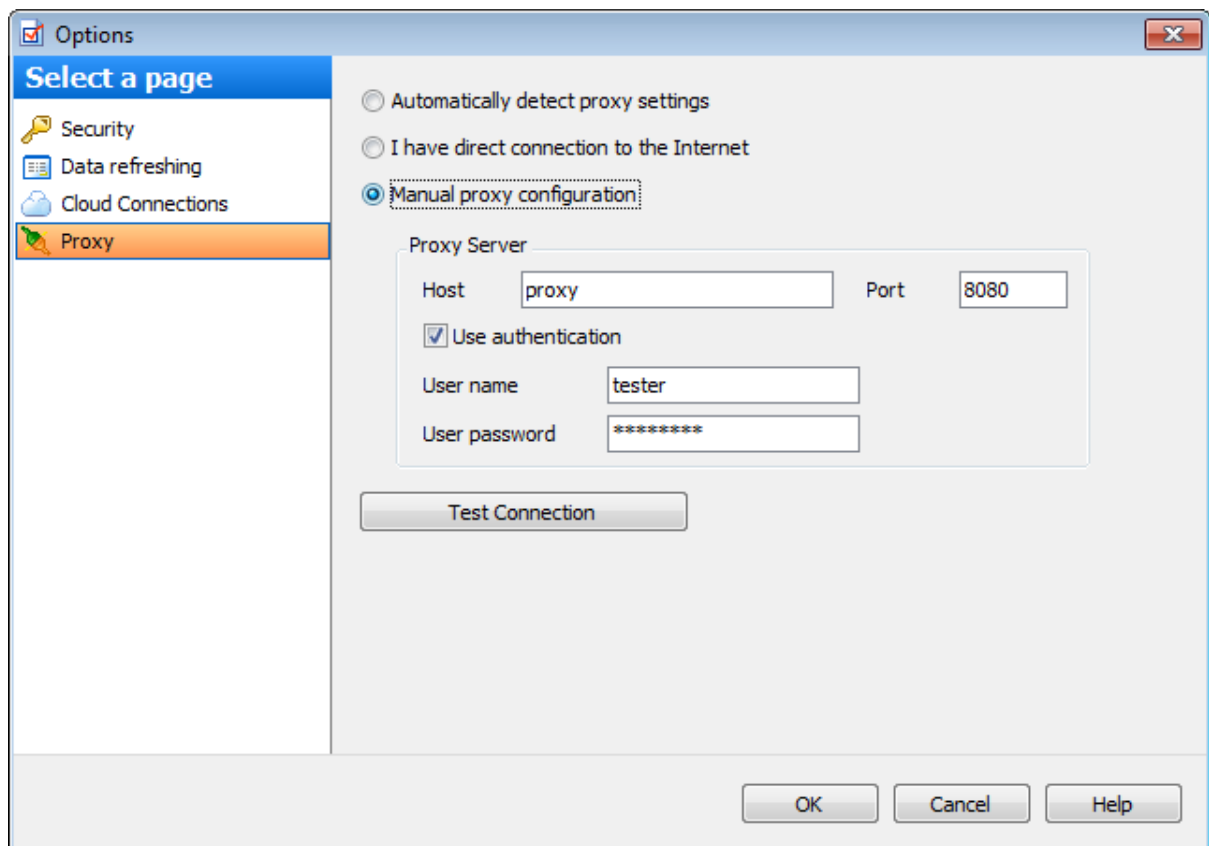 Options
Select a page
Security
Data refreshing
Cloud Connections
Proxy
Automatically detect proxy settings
I have direct connection to the Internet
Manual proxy configuration
Proxy Server
Host proxy Port 8080
Use authentication
User name tester
User password ********
Test Connection
OK Cancel Help